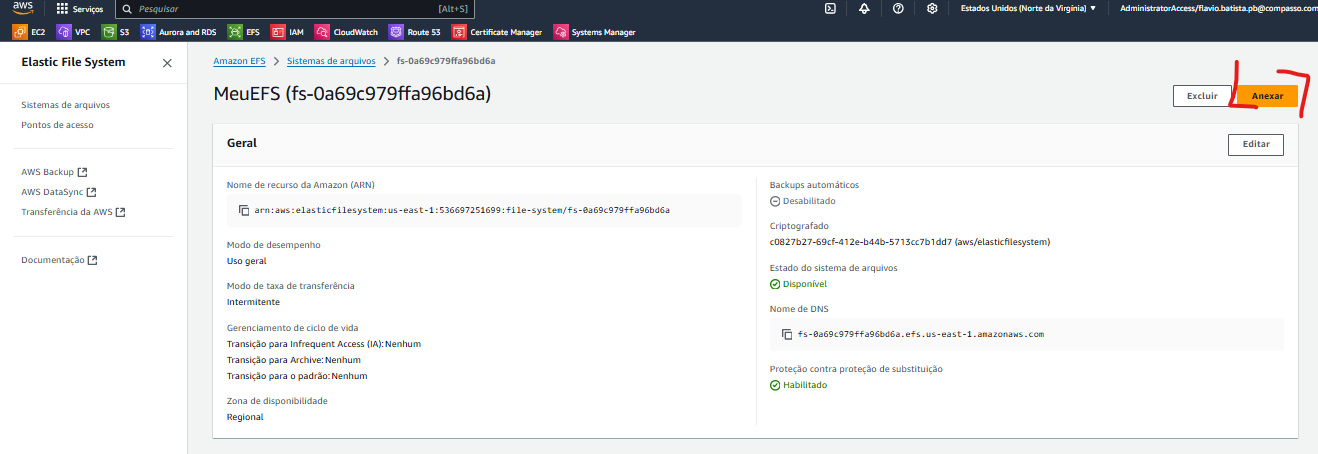 aws Serviços Pesquisar [Alt+S] Estados Unidos (Norte da Virgínia) ▼ AdministratorAccess/flavio.batista.pb@compasso.com
EC2 VPC S3 Aurora and RDS EFS IAM CloudWatch Route 53 Certificate Manager Systems Manager
Elastic File System
Sistemas de arquivos
Pontos de acesso
AWS Backup
AWS DataSync
Transferência da AWS
Documentação
Amazon EFS > Sistemas de arquivos > fs-0a69c979ffa96bd6a
MeuEFS (fs-0a69c979ffa96bd6a)
Excluir Anexar
Geral
Editar
Nome de recurso da Amazon (ARN)
arn:aws:elasticfilesystem:us-east-1:536697251699:file-system/fs-0a69c979ffa96bd6a
Modo de desempenho
Uso geral
Modo de taxa de transferência
Intermitente
Gerenciamento de ciclo de vida
Transição para Infrequent Access (IA): Nenhum
Transição para Archive: Nenhum
Transição para o padrão: Nenhum
Zona de disponibilidade
Regional
Backups automáticos
Desabilitado
Criptografado
c0827b27-69cf-412e-b44b-5713cc7b1dd7 (aws/elasticfilesystem)
Estado do sistema de arquivos
Disponível
Nome de DNS
fs-0a69c979ffa96bd6a.efs.us-east-1.amazonaws.com
Proteção contra proteção de substituição
Habilitado